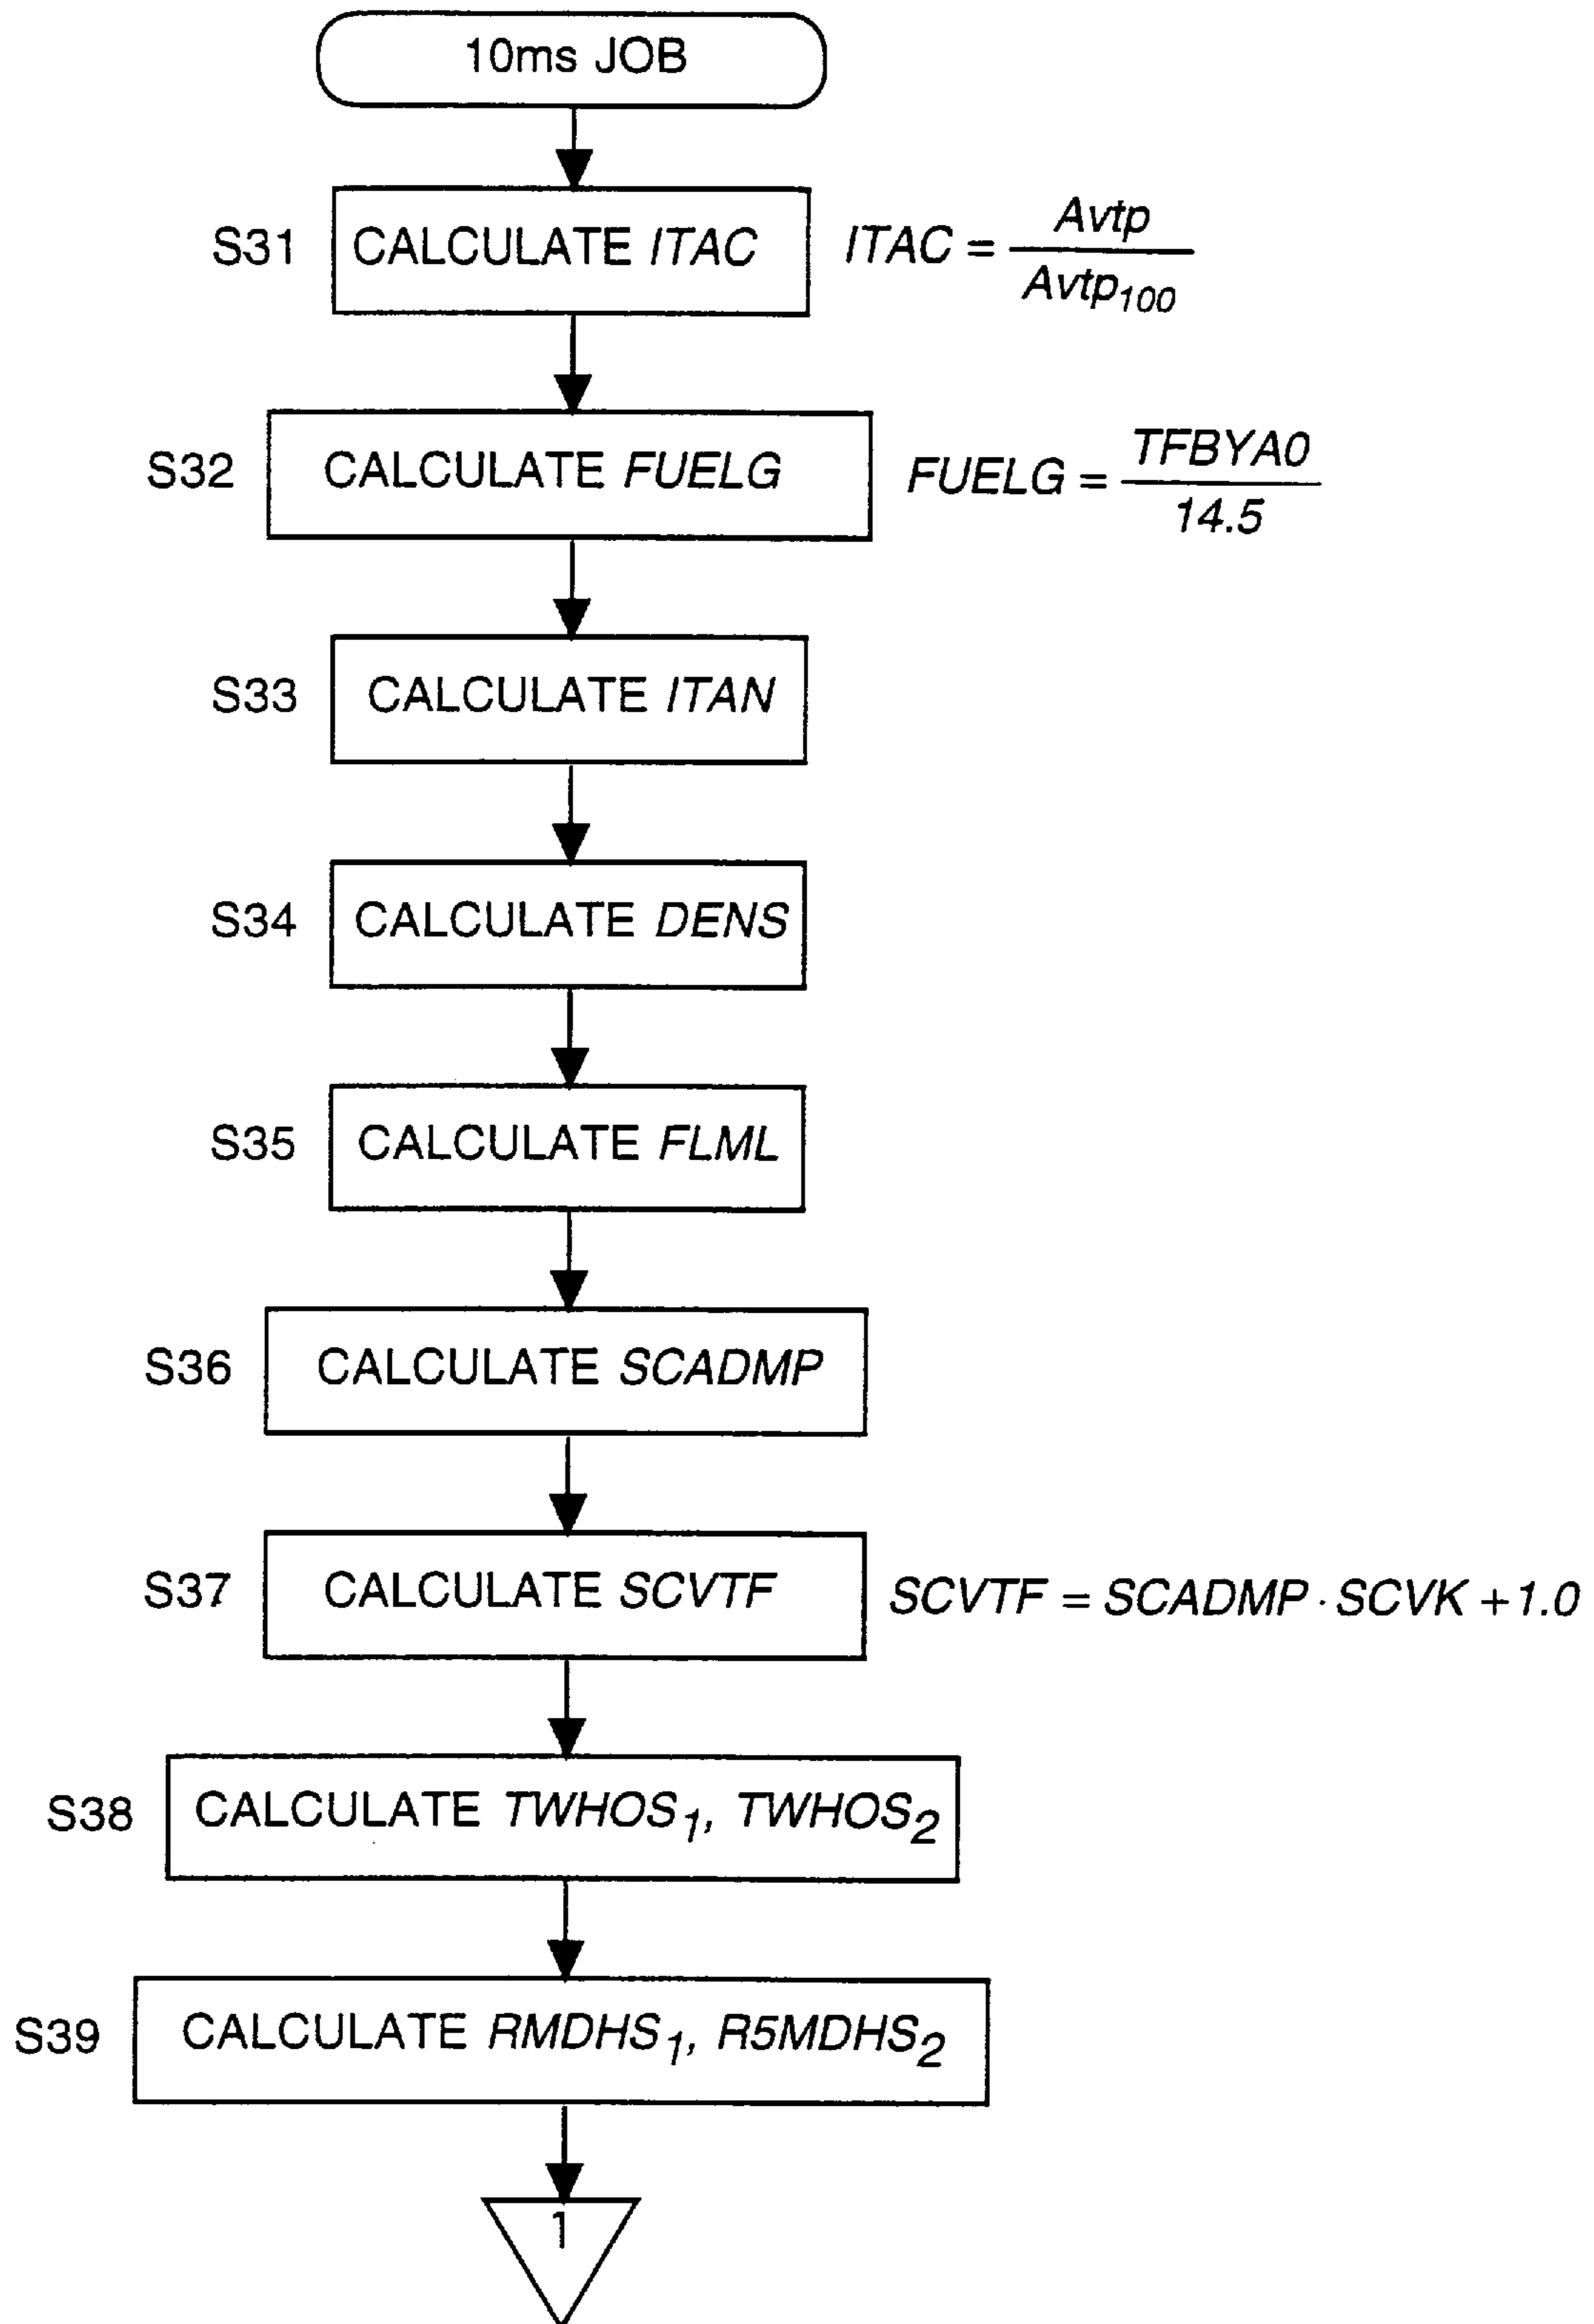 10ms JOB
S31 CALCULATE ITAC ITAC = Avtp / Avtp100
S32 CALCULATE FUELG FUELG = TFBYA0 / 14.5
S33 CALCULATE ITAN
S34 CALCULATE DENS
S35 CALCULATE FLML
S36 CALCULATE SCADMP
S37 CALCULATE SCVTF SCVTF = SCADMP · SCVK + 1.0
S38 CALCULATE TWHOS1, TWHOS2
S39 CALCULATE RMDHS1, R5MDHS2
1